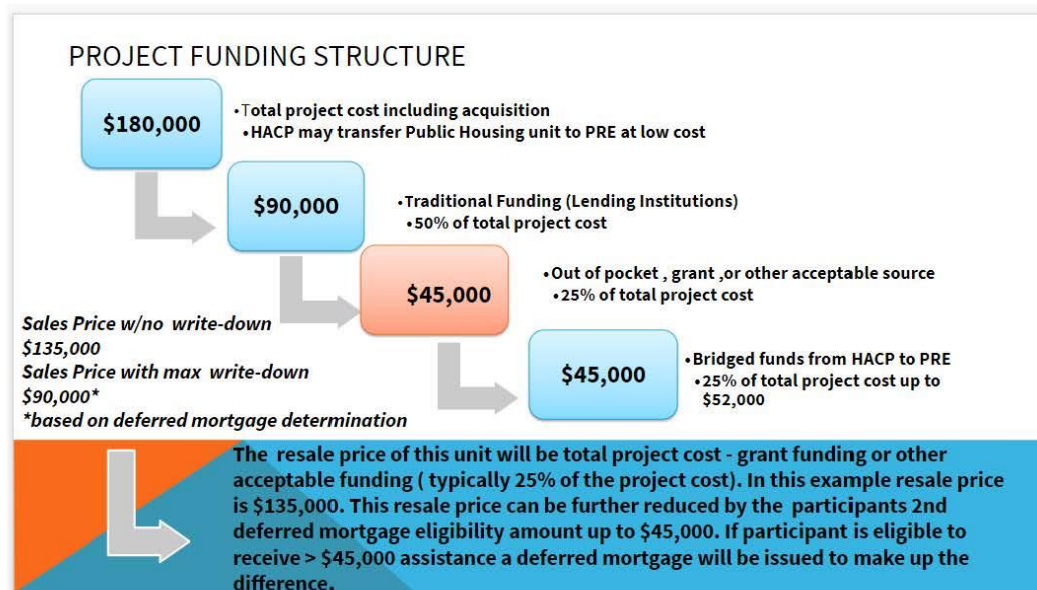 PROJECT FUNDING STRUCTURE
$180,000
•Total project cost including acquisition
•HACP may transfer Public Housing unit to PRE at low cost
$90,000
•Traditional Funding (Lending Institutions)
•50% of total project cost
$45,000
•Out of pocket , grant ,or other acceptable source
•25% of total project cost
$45,000
•Bridged funds from HACP to PRE
•25% of total project cost up to
$52,000
Sales Price w/no write-down
$135,000
Sales Price with max write-down
$90,000*
*based on deferred mortgage determination
The resale price of this unit will be total project cost - grant funding or other
acceptable funding ( typically 25% of the project cost). In this example resale price
is $135,000. This resale price can be further reduced by the participants 2nd
deferred mortgage eligibility amount up to $45,000. If participant is eligible to
receive > $45,000 assistance a deferred mortgage will be issued to make up the
difference.